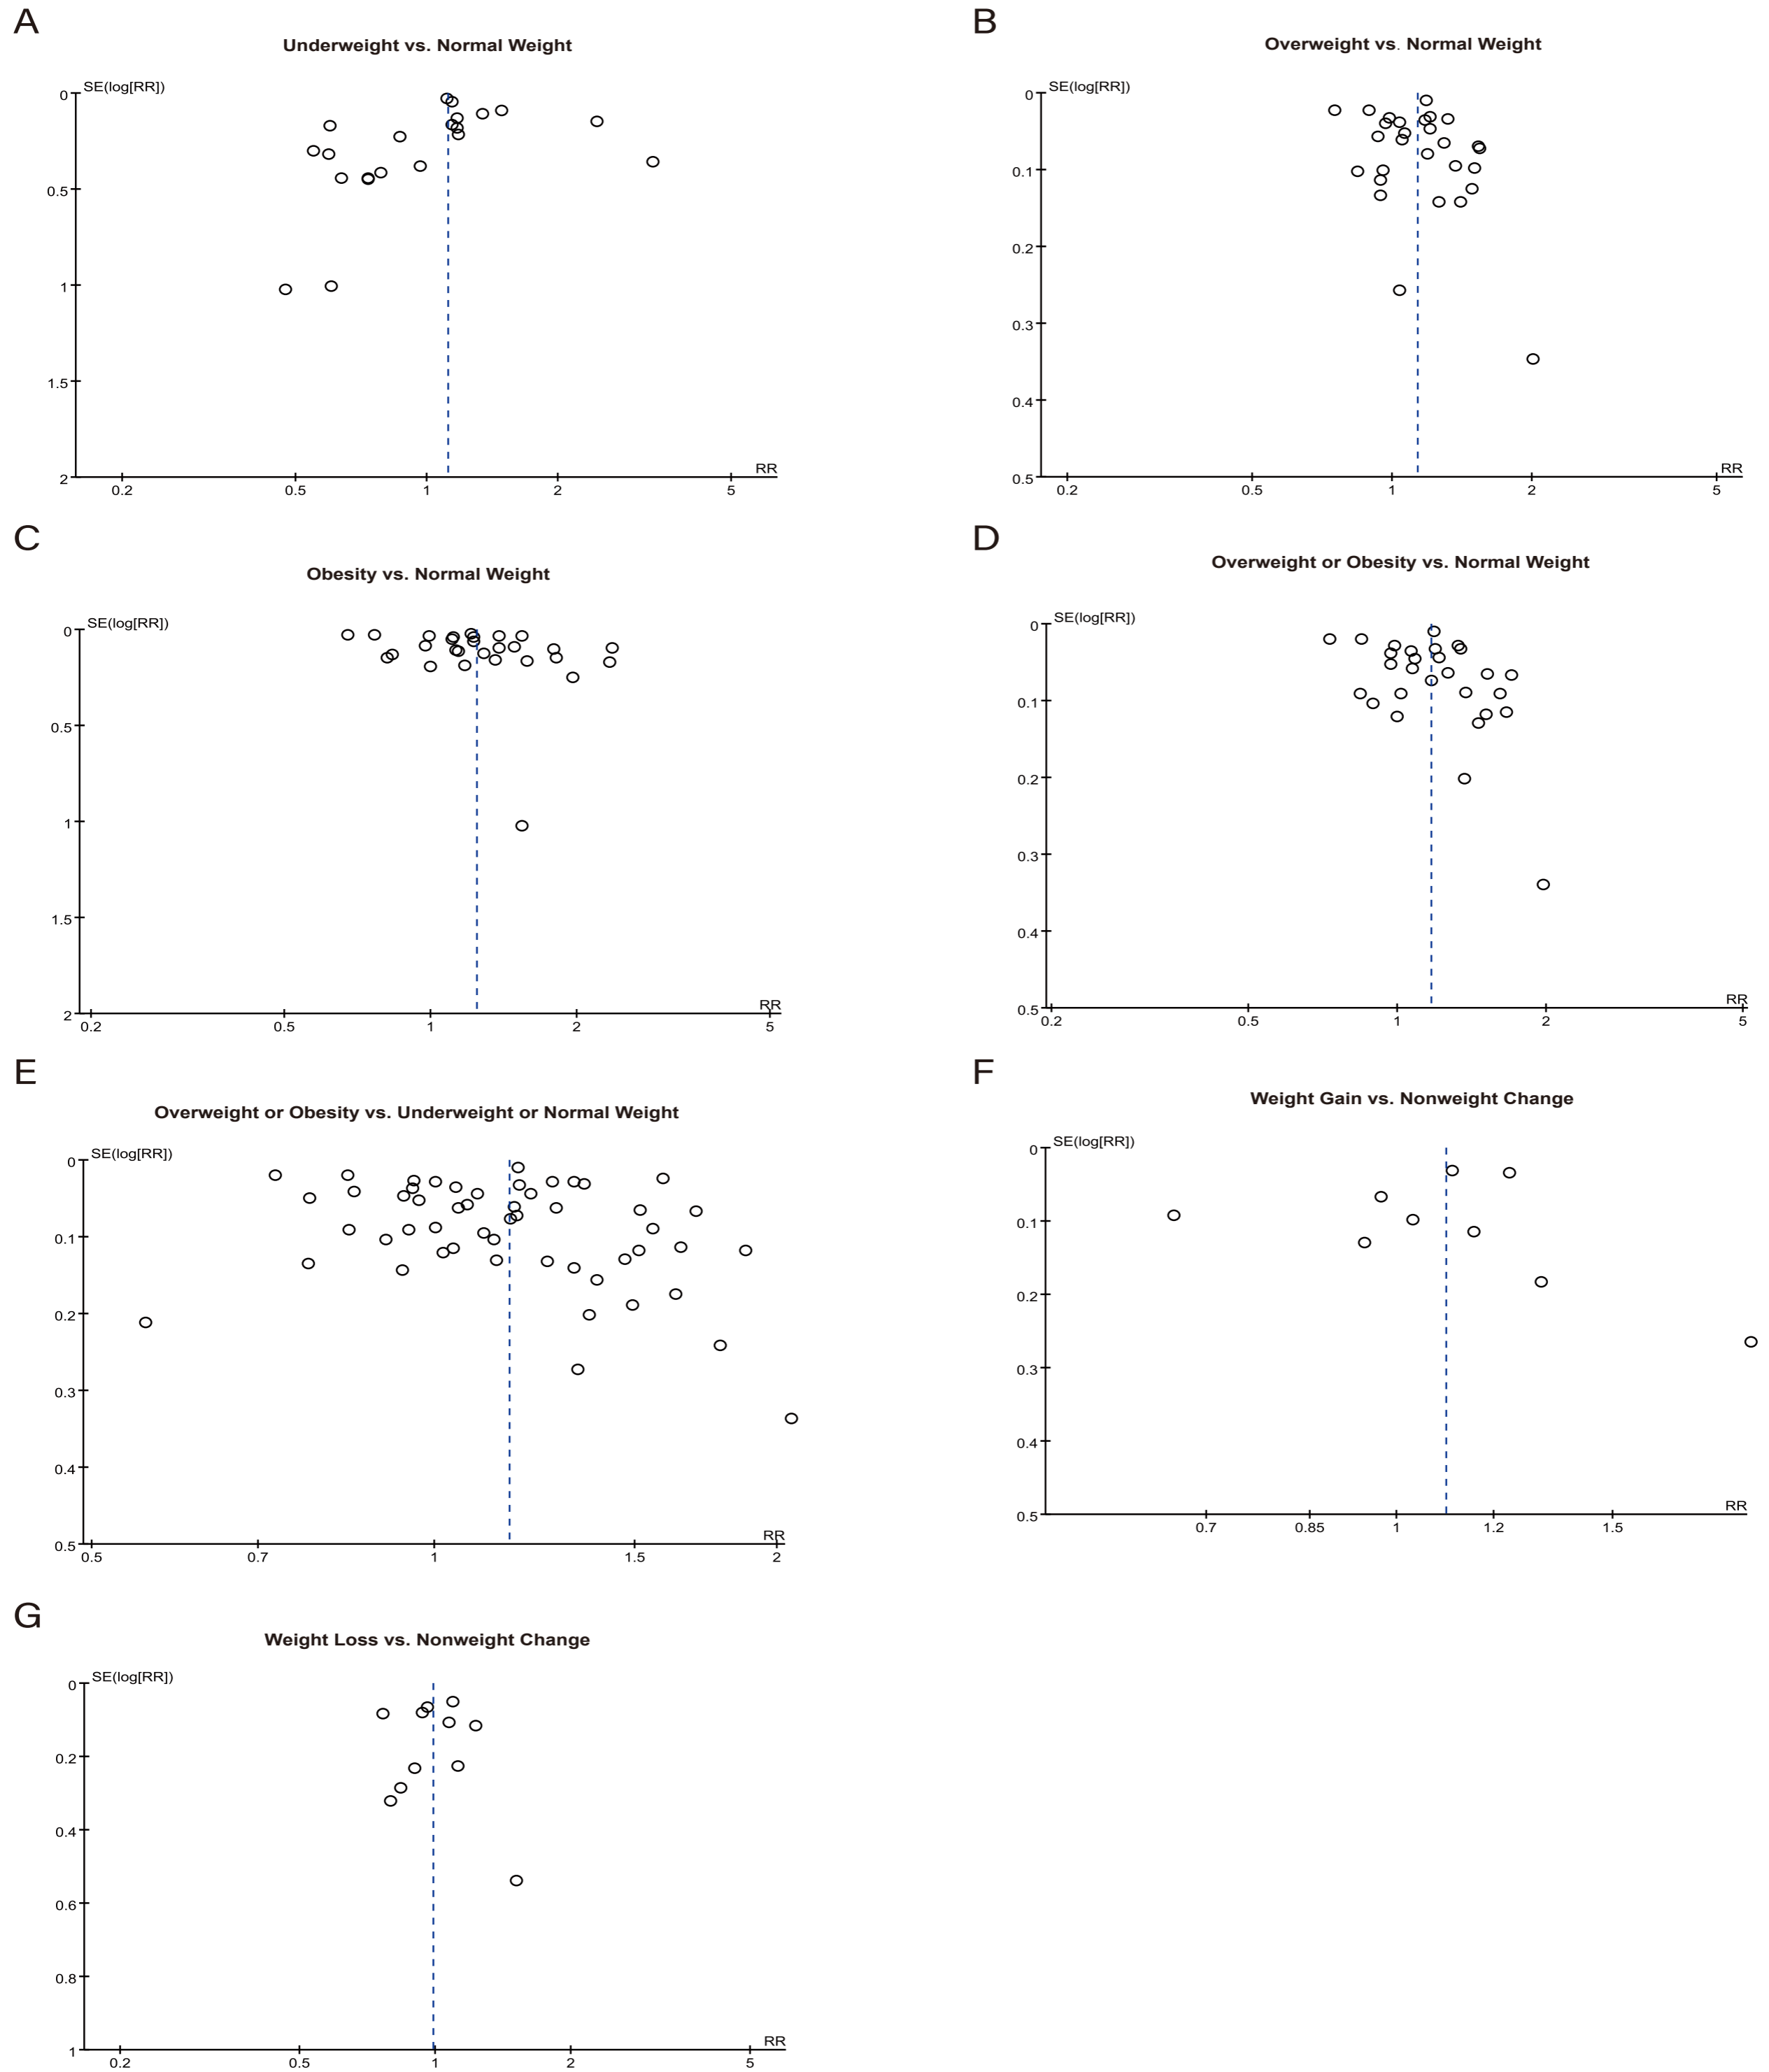 A
Underweight vs. Normal Weight
SE(log[RR])
0
0.5
1
1.5
2
RR
0.2 0.5 1 2 5
B
Overweight vs. Normal Weight
SE(log[RR])
0
0.1
0.2
0.3
0.4
0.5
RR
0.2 0.5 1 2 5
C
Obesity vs. Normal Weight
SE(log[RR])
0
0.5
1
1.5
2
RR
0.2 0.5 1 2 5
D
Overweight or Obesity vs. Normal Weight
SE(log[RR])
0
0.1
0.2
0.3
0.4
0.5
RR
0.2 0.5 1 2 5
E
Overweight or Obesity vs. Underweight or Normal Weight
SE(log[RR])
0
0.1
0.2
0.3
0.4
0.5
RR
0.5 0.7 1 1.5 2
F
Weight Gain vs. Nonweight Change
SE(log[RR])
0
0.1
0.2
0.3
0.4
0.5
RR
0.7 0.85 1 1.2 1.5
G
Weight Loss vs. Nonweight Change
SE(log[RR])
0
0.2
0.4
0.6
0.8
1
RR
0.2 0.5 1 2 5